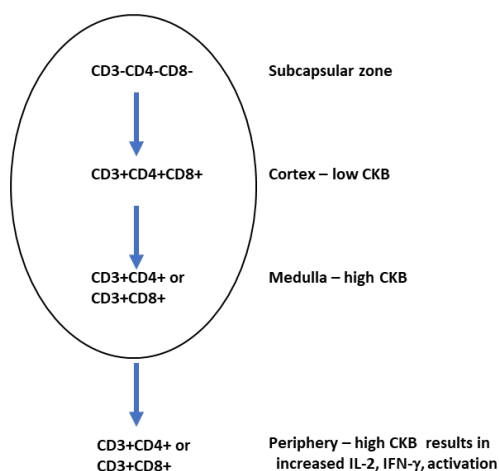 CD3-CD4-CD8-
Subcapsular zone
CD3+CD4+CD8+
Cortex – low CKB
CD3+CD4+ or
CD3+CD8+
Medulla – high CKB
CD3+CD4+ or
CD3+CD8+
Periphery – high CKB results in
increased IL-2, IFN-γ, activation